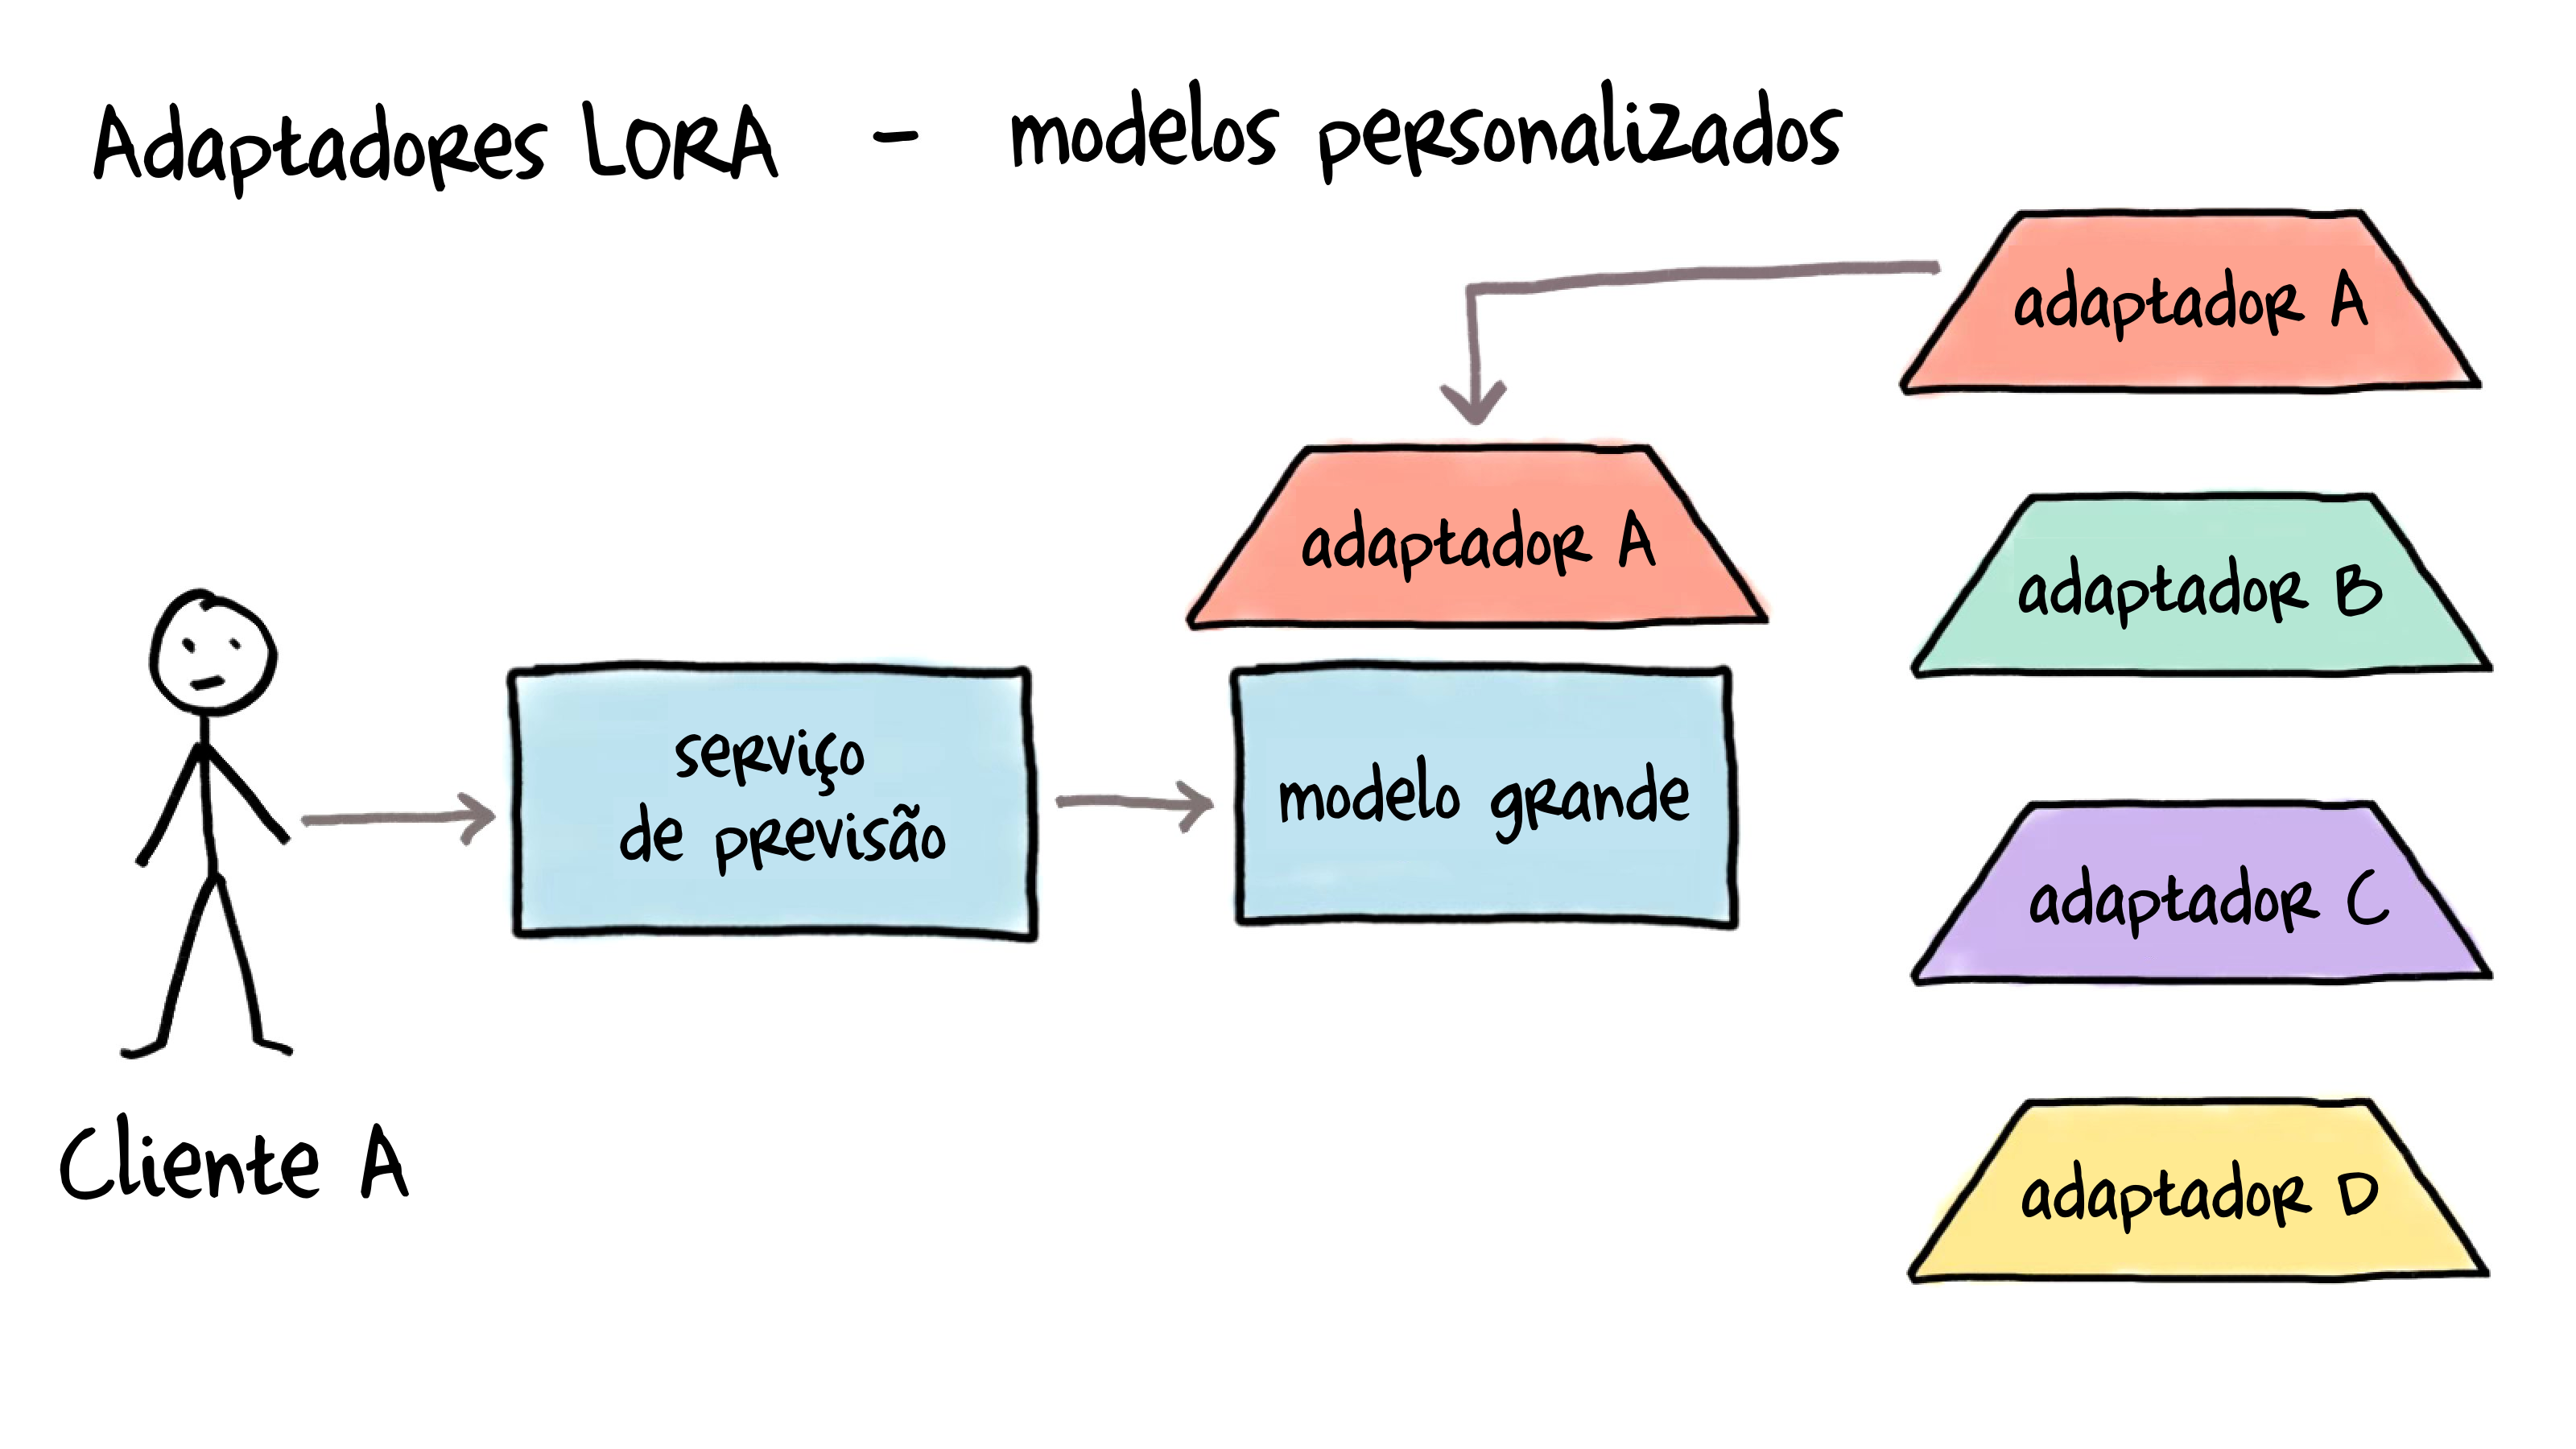 Adaptadores LORA - modelos personalizados
adaptador A
adaptador A
adaptador B
serviço
de previsão
modelo grande
adaptador C
Cliente A
adaptador D